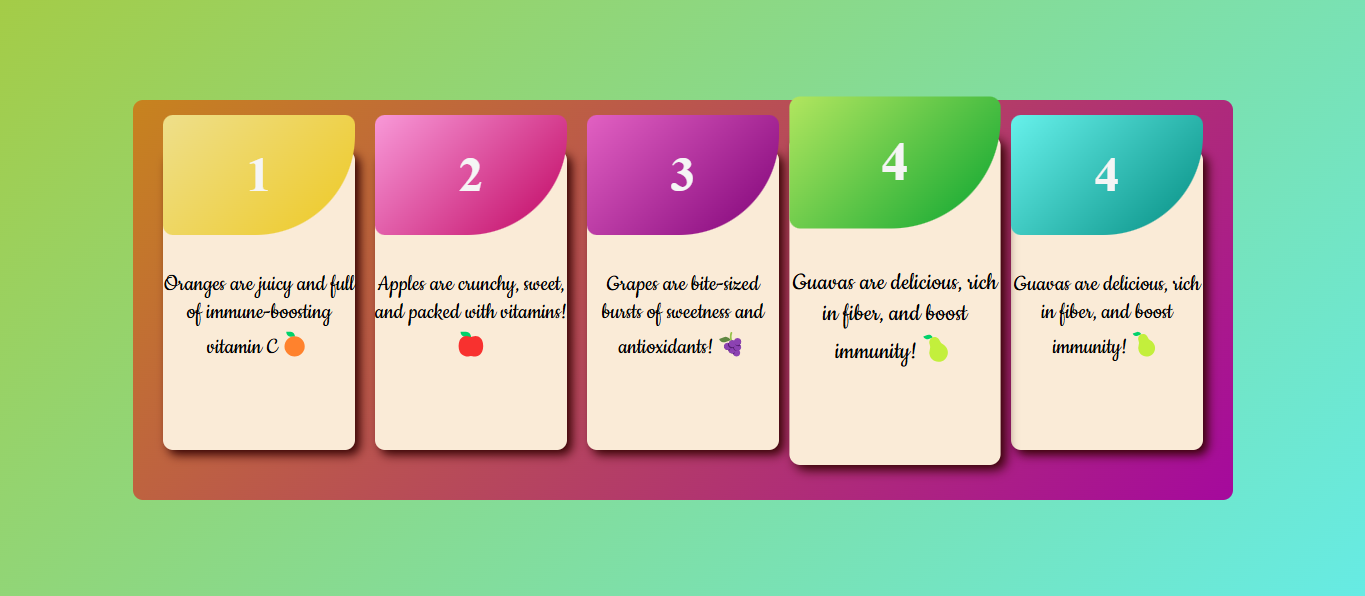 1
Oranges are juicy and full
of immune-boosting
vitamin C 🍊
2
Apples are crunchy, sweet,
and packed with vitamins!
🍎
3
Grapes are bite-sized
bursts of sweetness and
antioxidants! 🍇
4
Guavas are delicious, rich
in fiber, and boost
immunity! 🍐
4
Guavas are delicious, rich
in fiber, and boost
immunity! 🍐